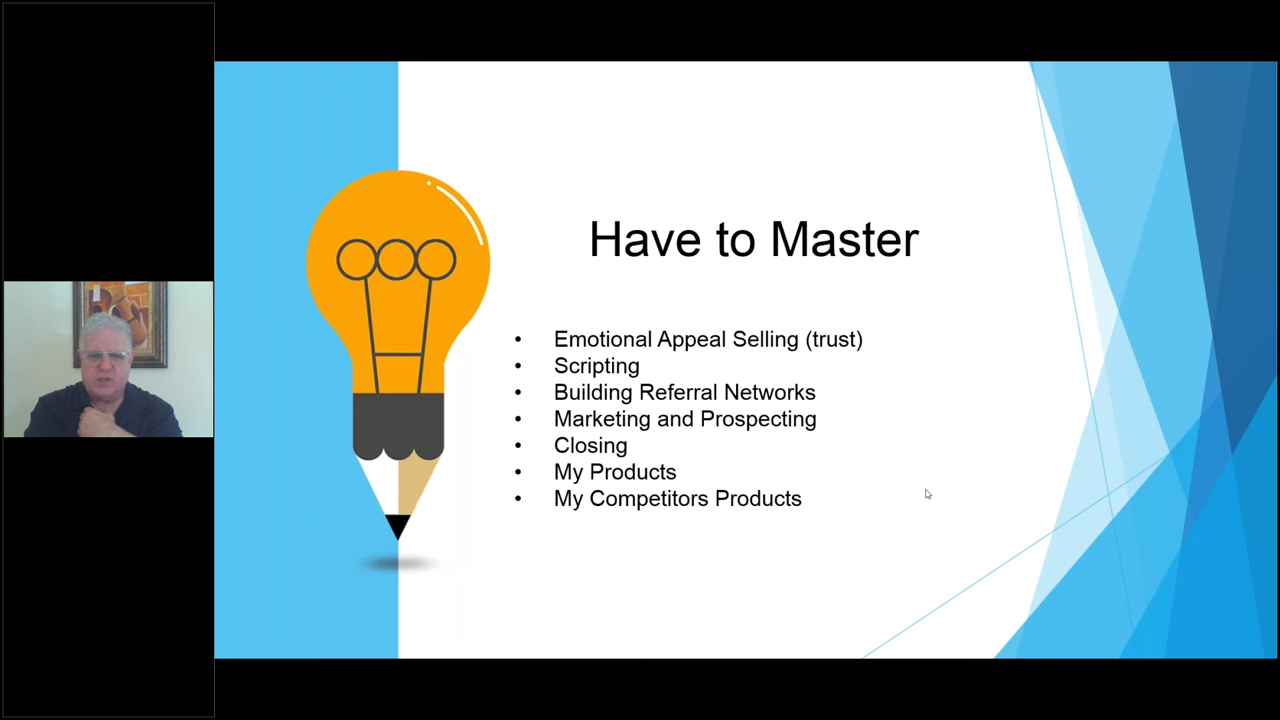 Have to Master
• Emotional Appeal Selling (trust)
• Scripting
• Building Referral Networks
• Marketing and Prospecting
• Closing
• My Products
• My Competitors Products